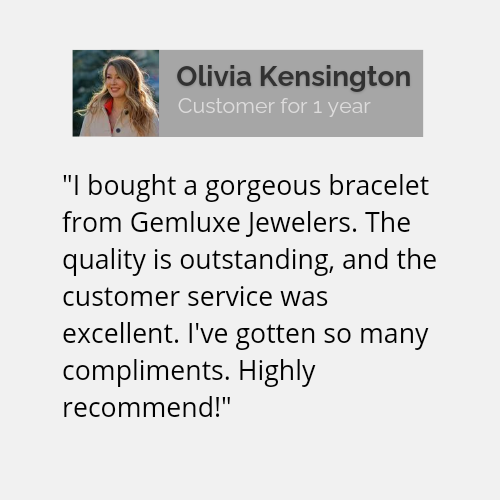 Olivia Kensington
Customer for 1 year
"I bought a gorgeous bracelet
from Gemluxe Jewelers. The
quality is outstanding, and the
customer service was
excellent. I've gotten so many
compliments. Highly
recommend!"